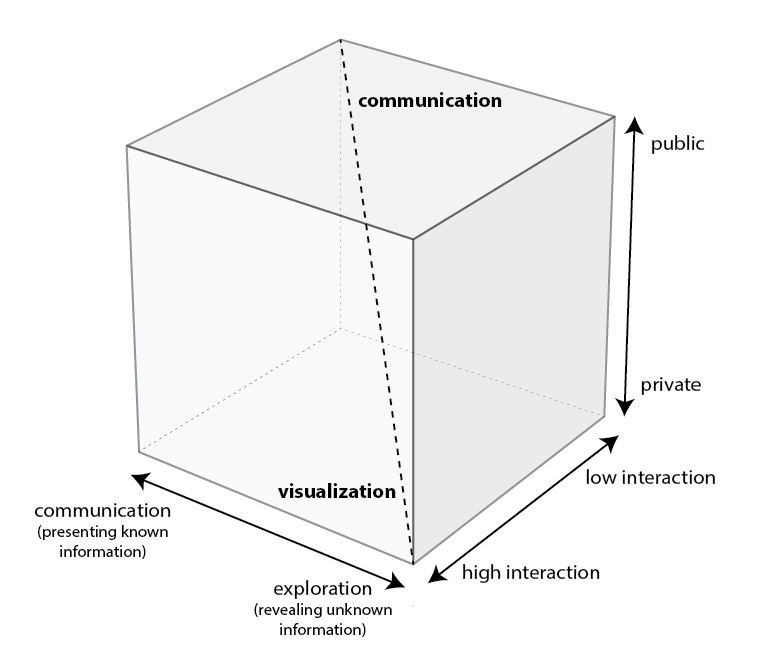 communication
public
private
low interaction
visualization
communication
(presenting known
information)
high interaction
exploration
(revealing unknown
information)